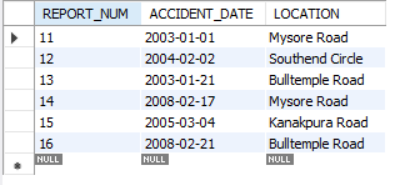 REPORT_NUM ACCIDENT_DATE LOCATION
11 2003-01-01 Mysore Road
12 2004-02-02 Southend Circle
13 2003-01-21 Bulltemple Road
14 2008-02-17 Mysore Road
15 2005-03-04 Kanakpura Road
16 2008-02-21 Bulltemple Road
NULL NULL NULL